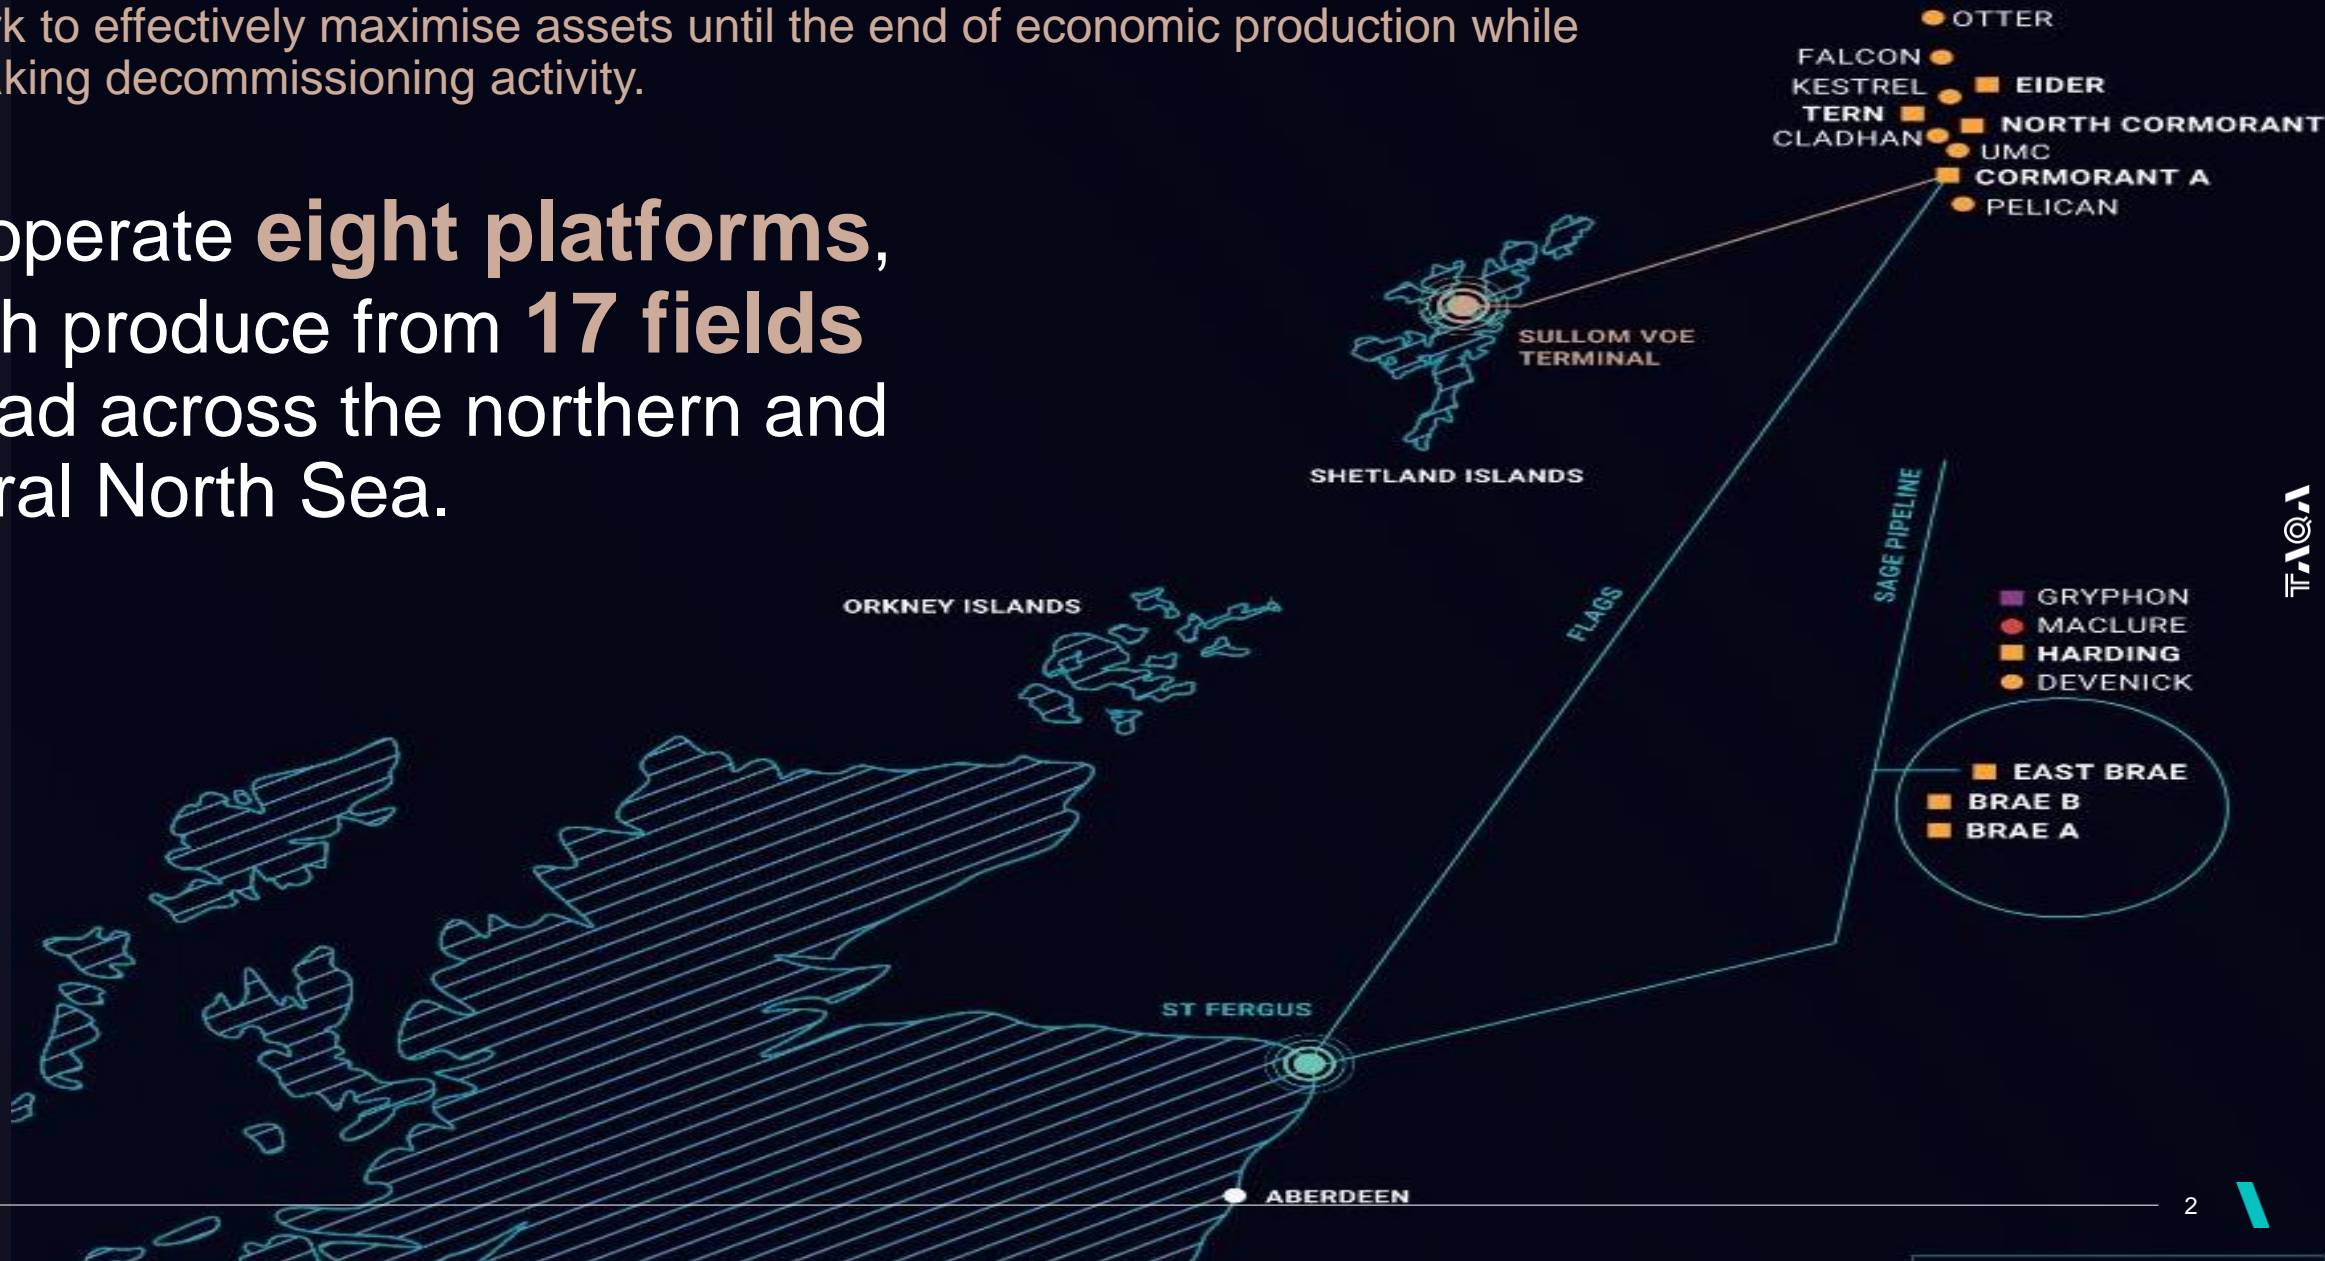 rk to effectively maximise assets until the end of economic production while
aking decommissioning activity.
operate eight platforms,
h produce from 17 fields
ad across the northern and
ral North Sea.
OTTER
FALCON
KESTREL
EIDER
TERN
NORTH CORMORANT
CLADHAN
UMC
CORMORANT A
PELICAN
SULLOM VOE
TERMINAL
SHETLAND ISLANDS
SAGE PIPELINE
TAQA
ORKNEY ISLANDS
FLAGS
GRYPHON
MACLURE
HARDING
DEVENICK
EAST BRAE
BRAE B
BRAE A
ST FERGUS
ABERDEEN
2